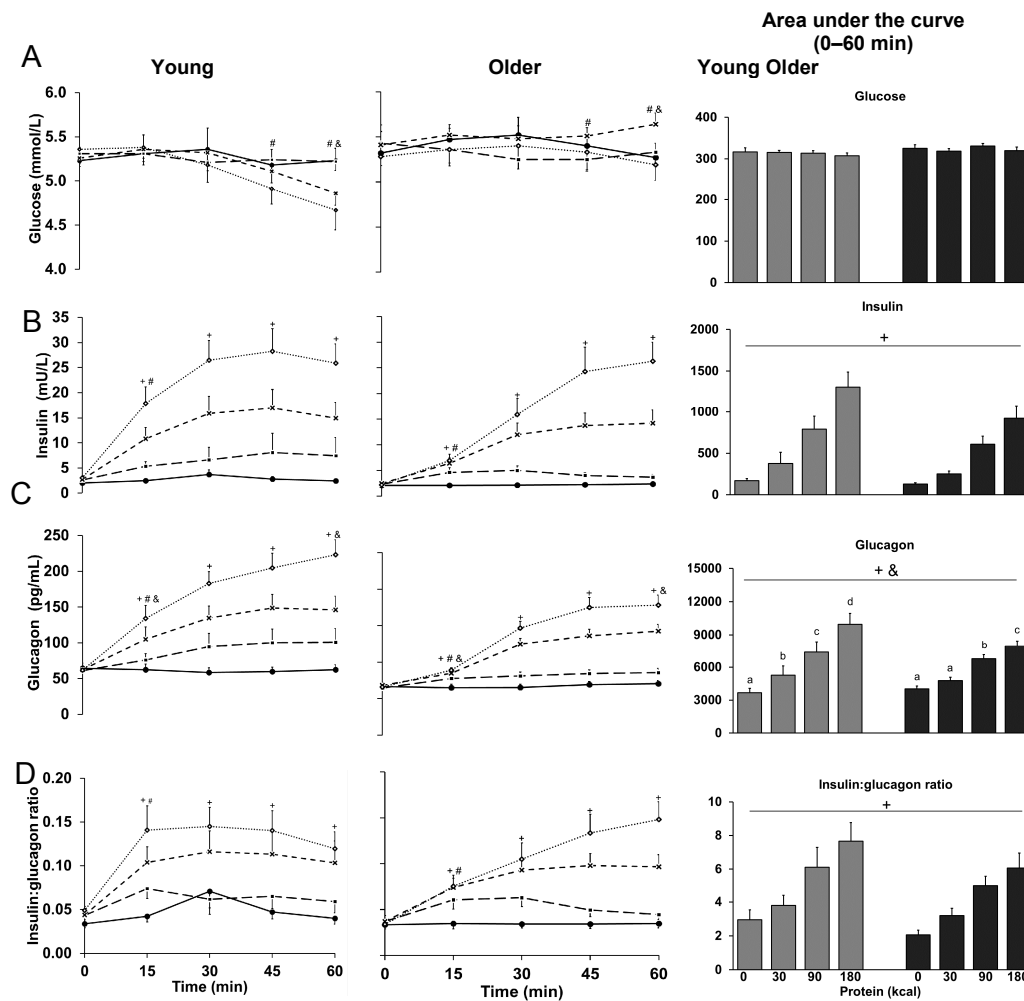 Area under the curve
(0–60 min)
A
Young
Older
Young Older
Glucose
Glucose (mmol/L)
6.0
5.5
5.0
4.5
4.0
#
# &
#
# &
400
300
200
100
0
B
Insulin
Insulin (mU/L)
35
30
25
20
15
10
5
0
+ #
+
+
+
+ #
+
+
+
2000
1500
1000
500
0
+
C
Glucagon
Glucagon (pg/mL)
250
200
150
100
50
0
+ # &
+
+
+ &
+ # &
+
+
+ &
15000
12000
9000
6000
3000
0
+ &
a
b
c
d
a
a
b
c
D
Insulin:glucagon ratio
Insulin:glucagon ratio
0.20
0.15
0.10
0.05
0.00
+ #
+
+
+
+ #
+
+
+
10
8
6
4
2
0
+
0 15 30 45 60
Time (min)
0 15 30 45 60
Time (min)
0 30 90 180 0 30 90 180
Protein (kcal)